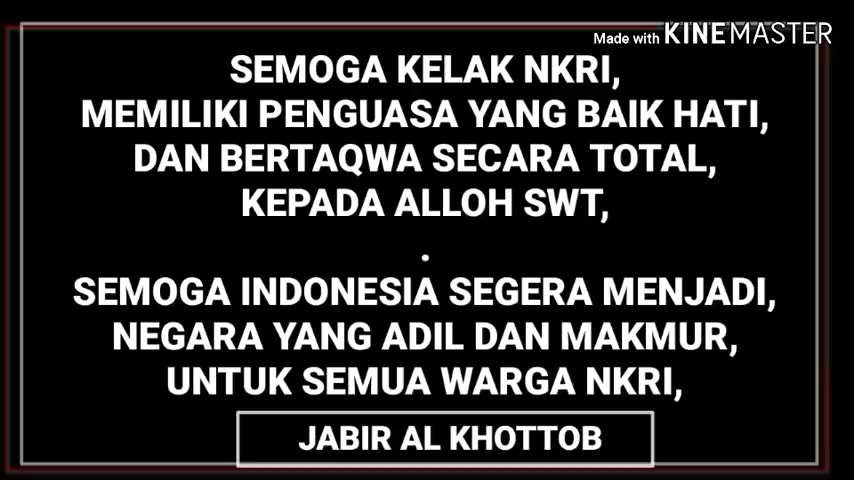 Made with KINEMASTER
SEMOGA KELAK NKRI,
MEMILIKI PENGUASA YANG BAIK HATI,
DAN BERTAQWA SECARA TOTAL,
KEPADA ALLOH SWT,
.
SEMOGA INDONESIA SEGERA MENJADI,
NEGARA YANG ADIL DAN MAKMUR,
UNTUK SEMUA WARGA NKRI,
JABIR AL KHOTTOB